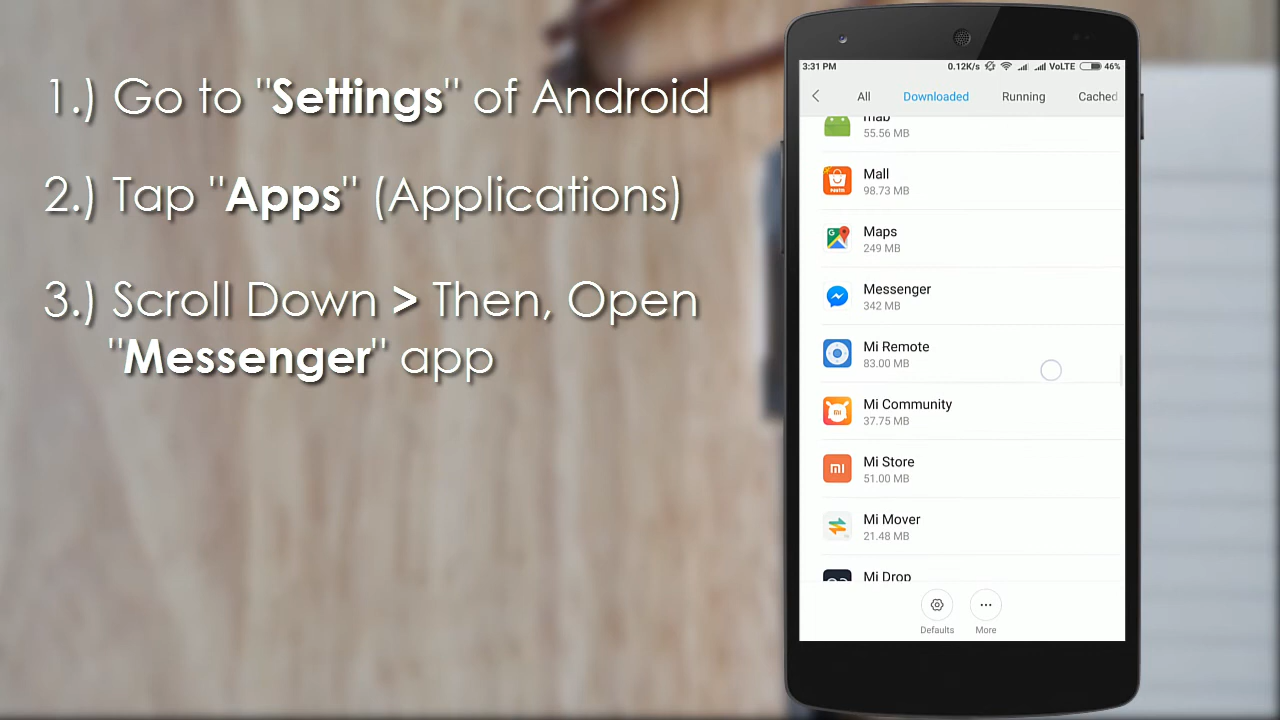 1.) Go to "Settings" of Android
2.) Tap "Apps" (Applications)
3.) Scroll Down > Then, Open
"Messenger" app
3:31 PM 0.12K/s VoLTE 46%
All Downloaded Running Cached
55.56 MB
Mall
98.73 MB
Maps
249 MB
Messenger
342 MB
Mi Remote
83.00 MB
Mi Community
37.75 MB
Mi Store
51.00 MB
Mi Mover
21.48 MB
Mi Drop
Defaults More